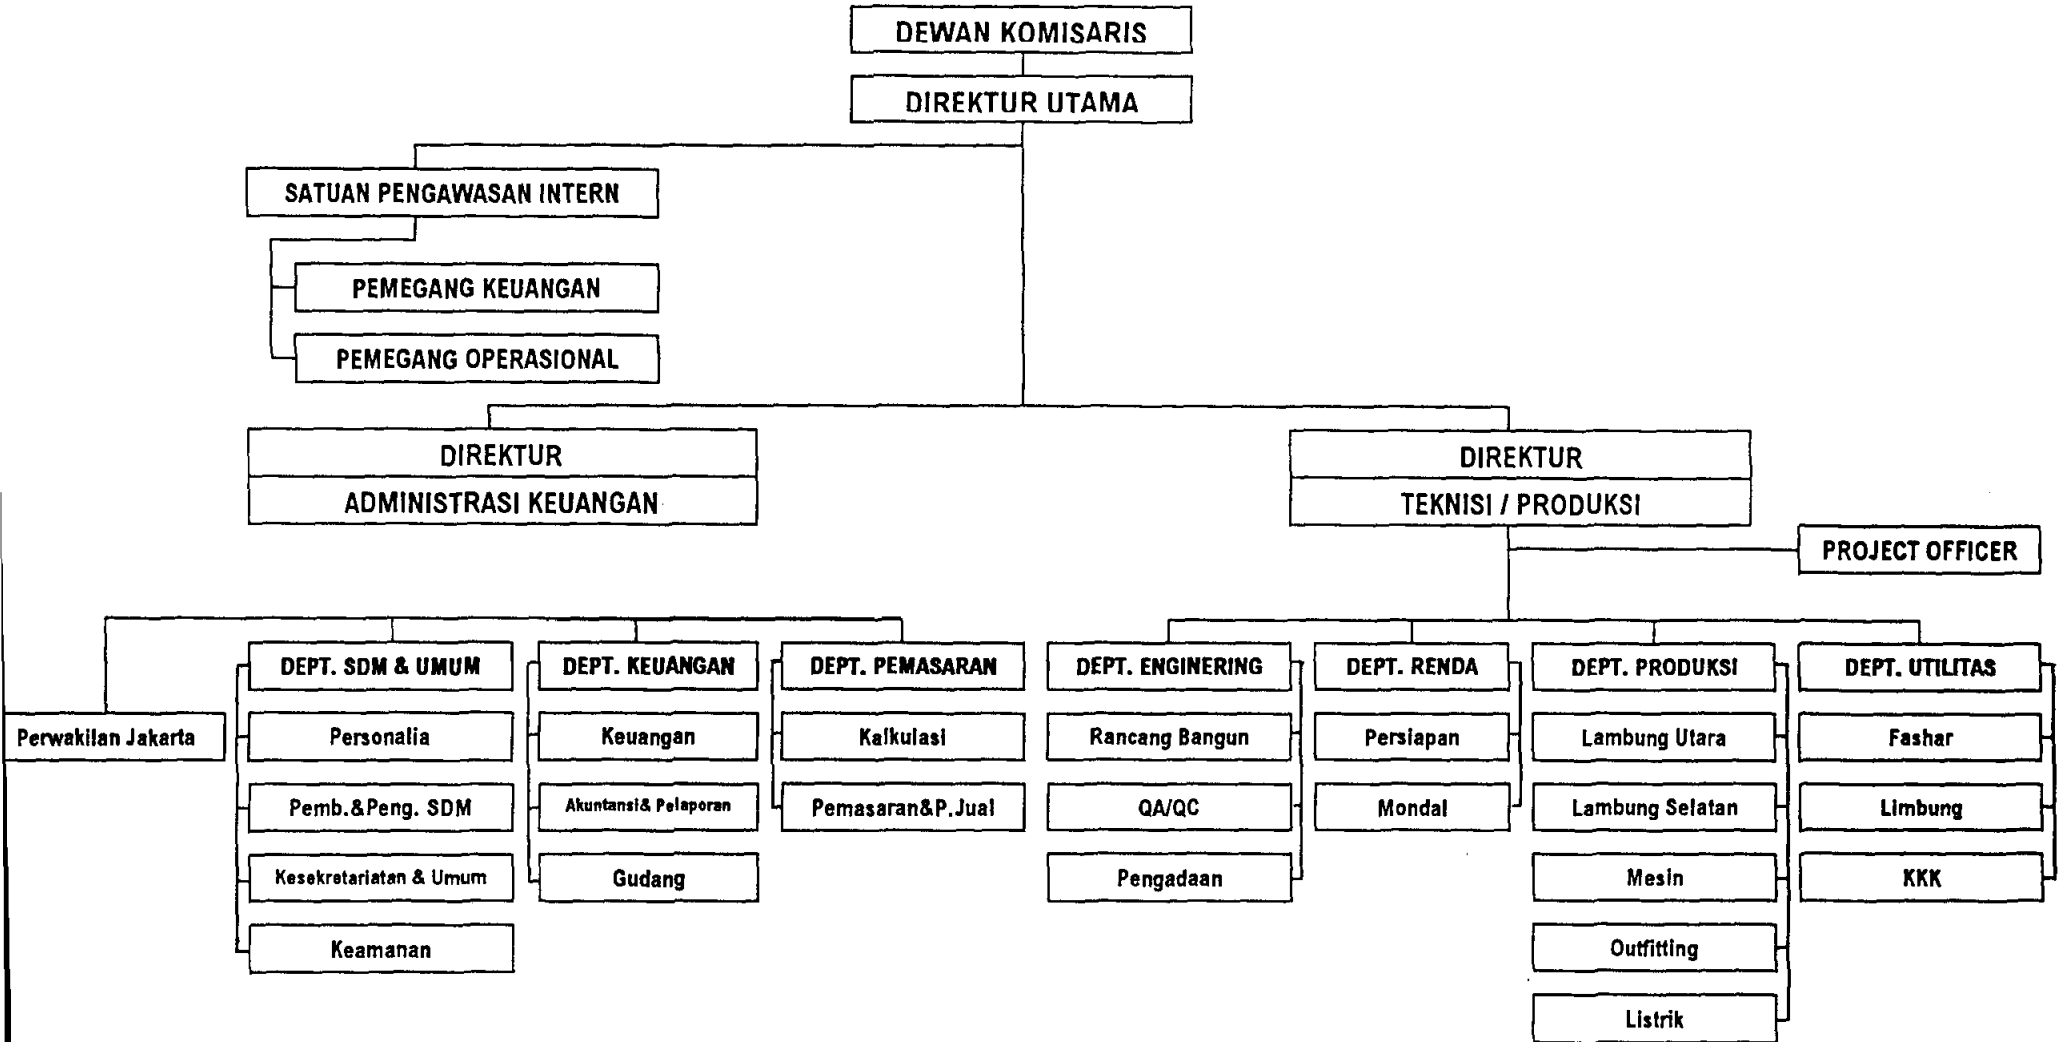 DEWAN KOMISARIS
DIREKTUR UTAMA
SATUAN PENGAWASAN INTERN
PEMEGANG KEUANGAN
PEMEGANG OPERASIONAL
DIREKTUR
ADMINISTRASI KEUANGAN
DIREKTUR
TEKNISI / PRODUKSI
PROJECT OFFICER
Perwakilan Jakarta
DEPT. SDM & UMUM
Personalia
Pemb.&Peng. SDM
Kesekretariatan & Umum
Keamanan
DEPT. KEUANGAN
Keuangan
Akuntansi& Pelaporan
Gudang
DEPT. PEMASARAN
Kalkulasi
Pemasaran&P.Jual
DEPT. ENGINERING
Rancang Bangun
QA/QC
Pengadaan
DEPT. RENDA
Persiapan
Mondal
DEPT. PRODUKSI
Lambung Utara
Lambung Selatan
Mesin
Outfitting
Listrik
DEPT. UTILITAS
Fashar
Limbung
KKK